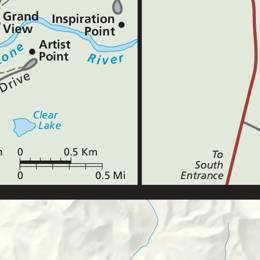 Grand
View
Inspiration
Point
Artist
Point
River
Drive
Clear
Lake
0
0.5 Km
0
0.5 Mi
To
South
Entrance